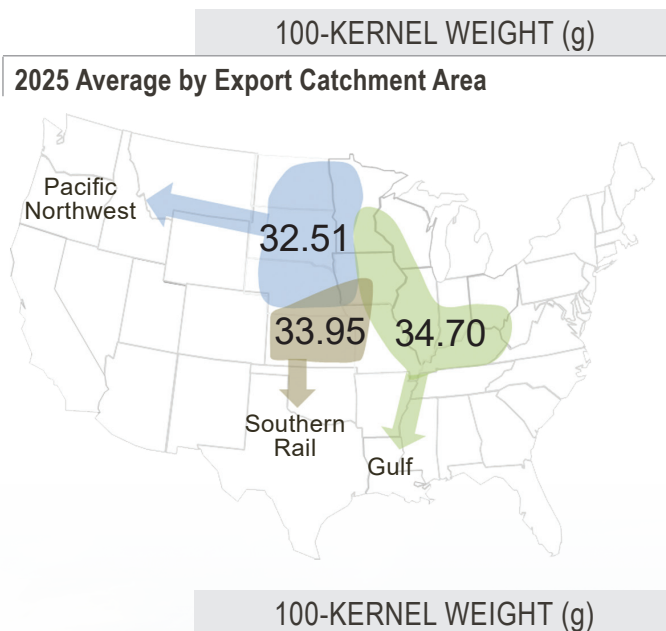 100-KERNEL WEIGHT (g)
2025 Average by Export Catchment Area
Pacific
Northwest
32.51
33.95
34.70
Southern
Rail
Gulf
100-KERNEL WEIGHT (g)